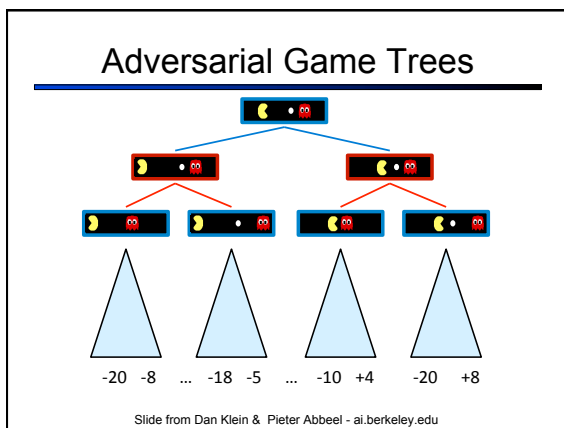 Adversarial Game Trees
-20 -8 ... -18 -5 ... -10 +4 -20 +8
Slide from Dan Klein & Pieter Abbeel - ai.berkeley.edu